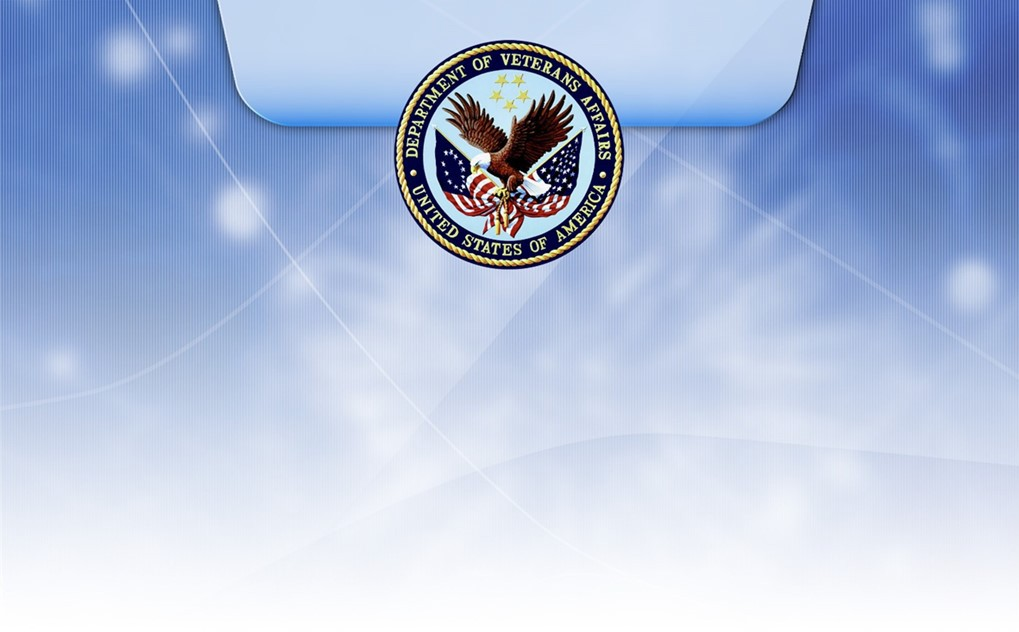 DEPARTMENT OF VETERANS AFFAIRS
UNITED STATES OF AMERICA